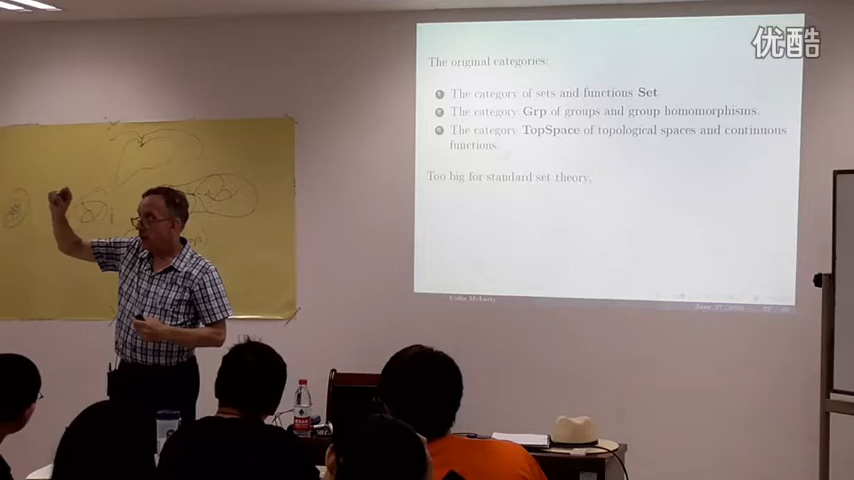 优酷
The original categories:
The category of sets and functions Set.
The category Grp of groups and group homomorphisms.
The category TopSpace of topological spaces and continuous
functions.
Too big for standard set theory,
Colin McLarty